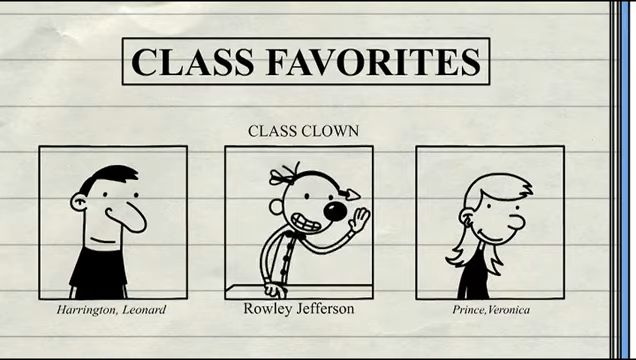 CLASS FAVORITES
CLASS CLOWN
Harrington, Leonard
Rowley Jefferson
Prince,Veronica